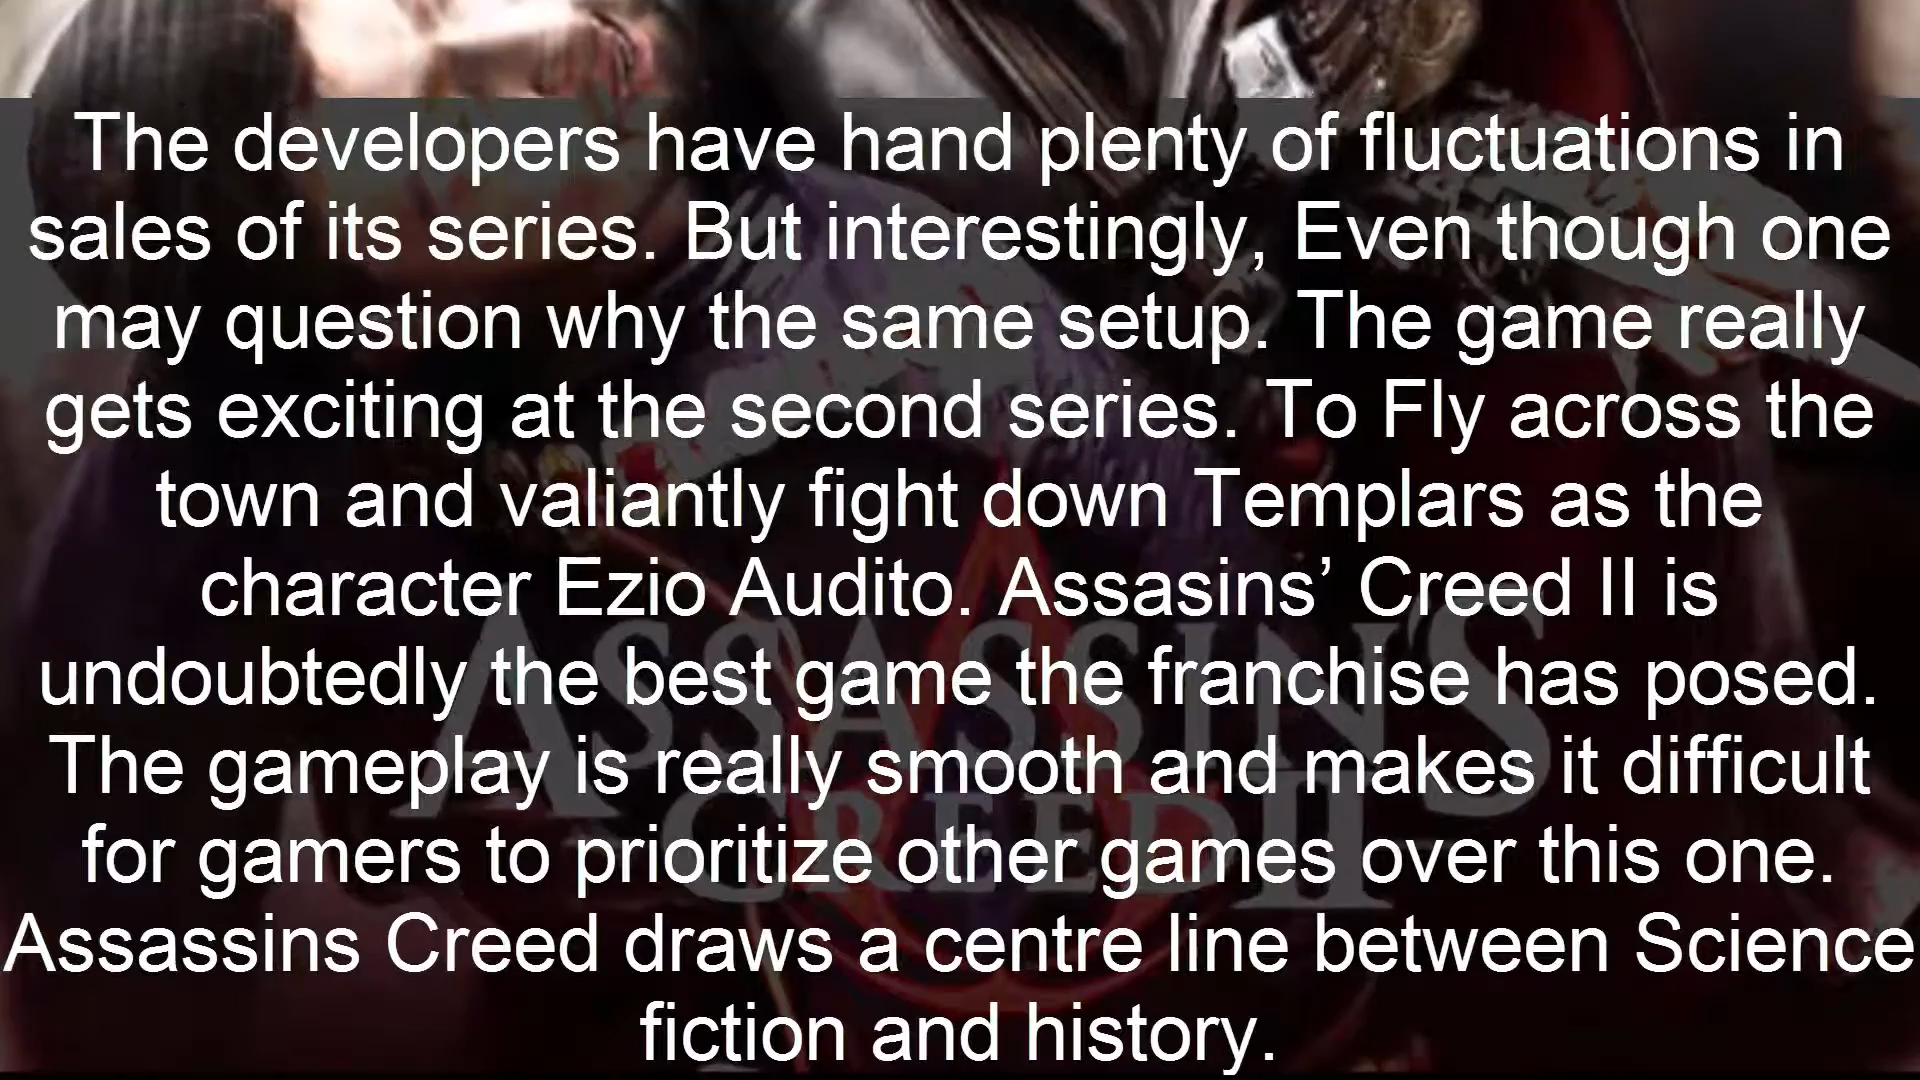 The developers have hand plenty of fluctuations in
sales of its series. But interestingly, Even though one
may question why the same setup. The game really
gets exciting at the second series. To Fly across the
town and valiantly fight down Templars as the
character Ezio Audito. Assasins’ Creed II is
undoubtedly the best game the franchise has posed.
The gameplay is really smooth and makes it difficult
for gamers to prioritize other games over this one.
Assassins Creed draws a centre line between Science
fiction and history.
ASSASSIN'S
CREED II